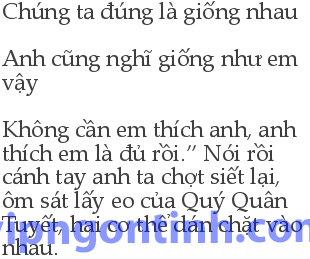 Chúng ta đúng là giống nhau
Anh cũng nghĩ giống như em
vậy
Không cần em thích anh, anh
thích em là đủ rồi.” Nói rồi
cánh tay anh ta chợt siết lại,
ôm sát lấy eo của Quý Quân
Tuyết, hai cơ thể dán chặt vào
nhau.
vipngontinh.com